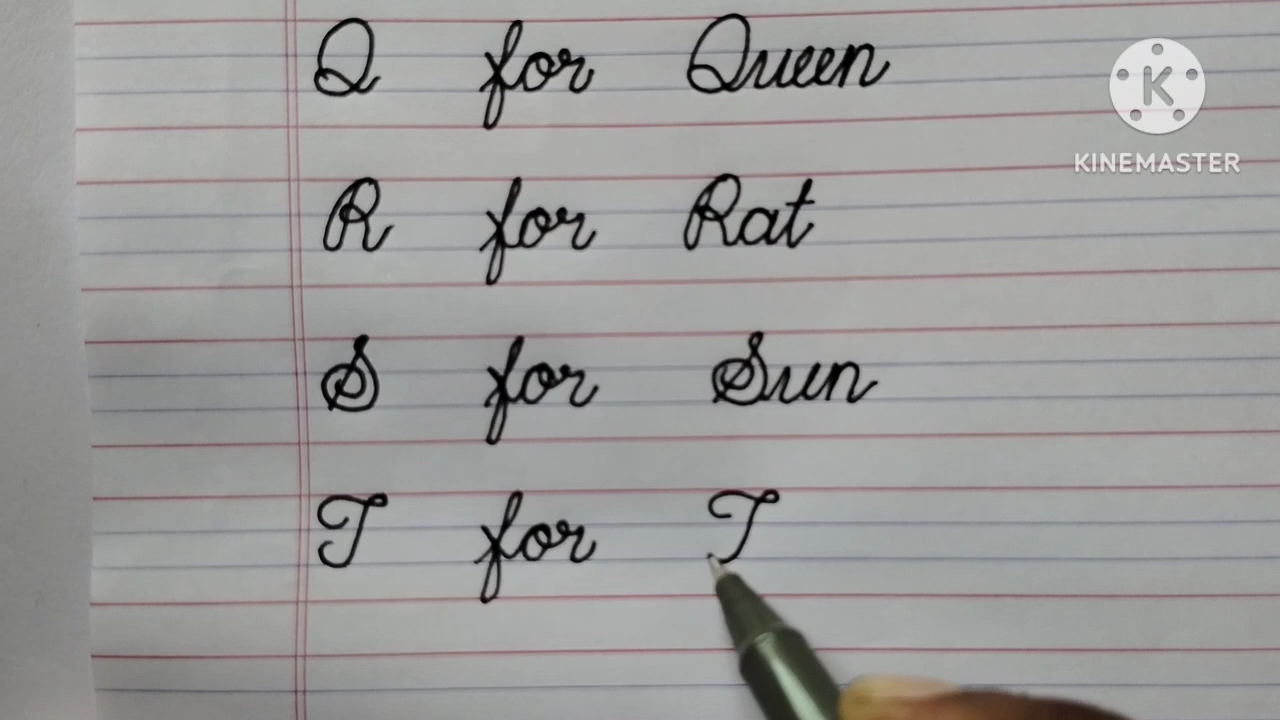 Q for Queen
KINEMASTER
R for Rat
S for Sun
T for T